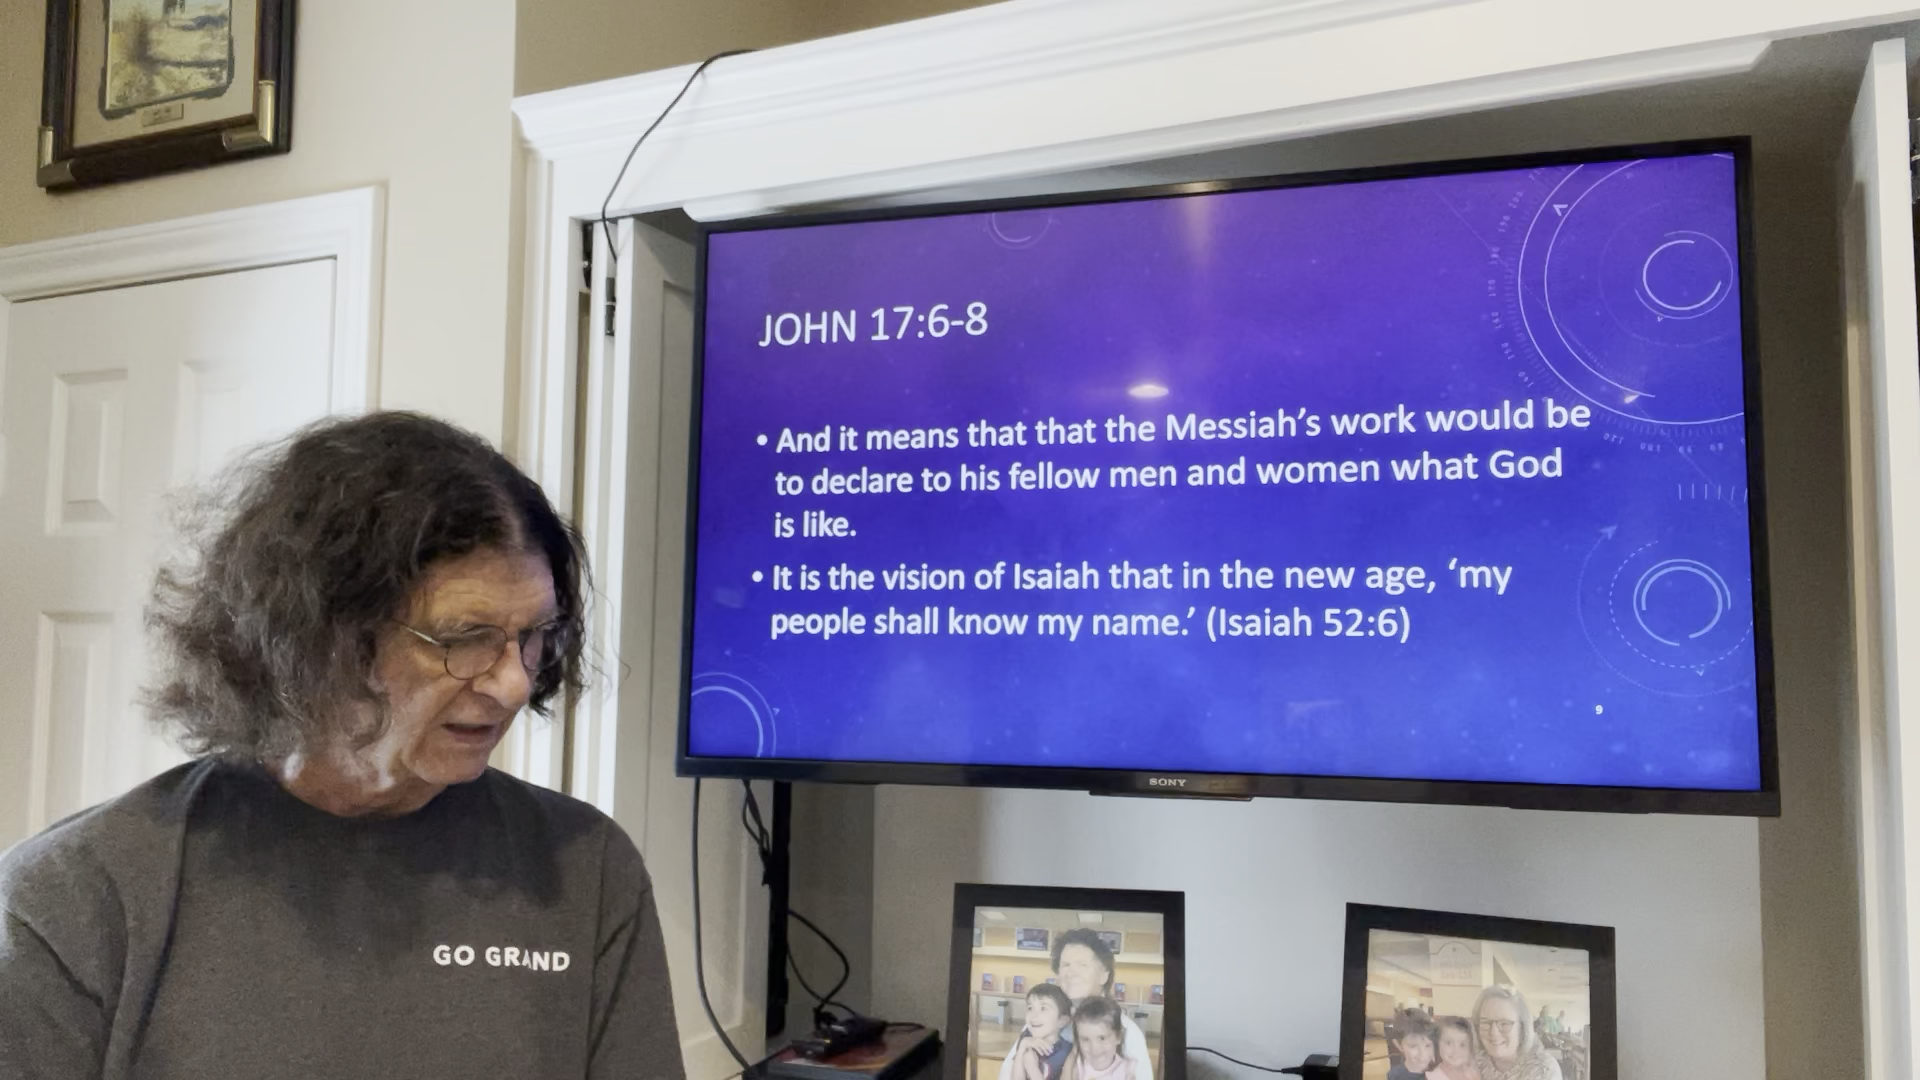 JOHN 17:6-8
• And it means that that the Messiah's work would be
to declare to his fellow men and women what God
is like.
• It is the vision of Isaiah that in the new age, 'my
people shall know my name.' (Isaiah 52:6)
9
SONY
GO GRAND